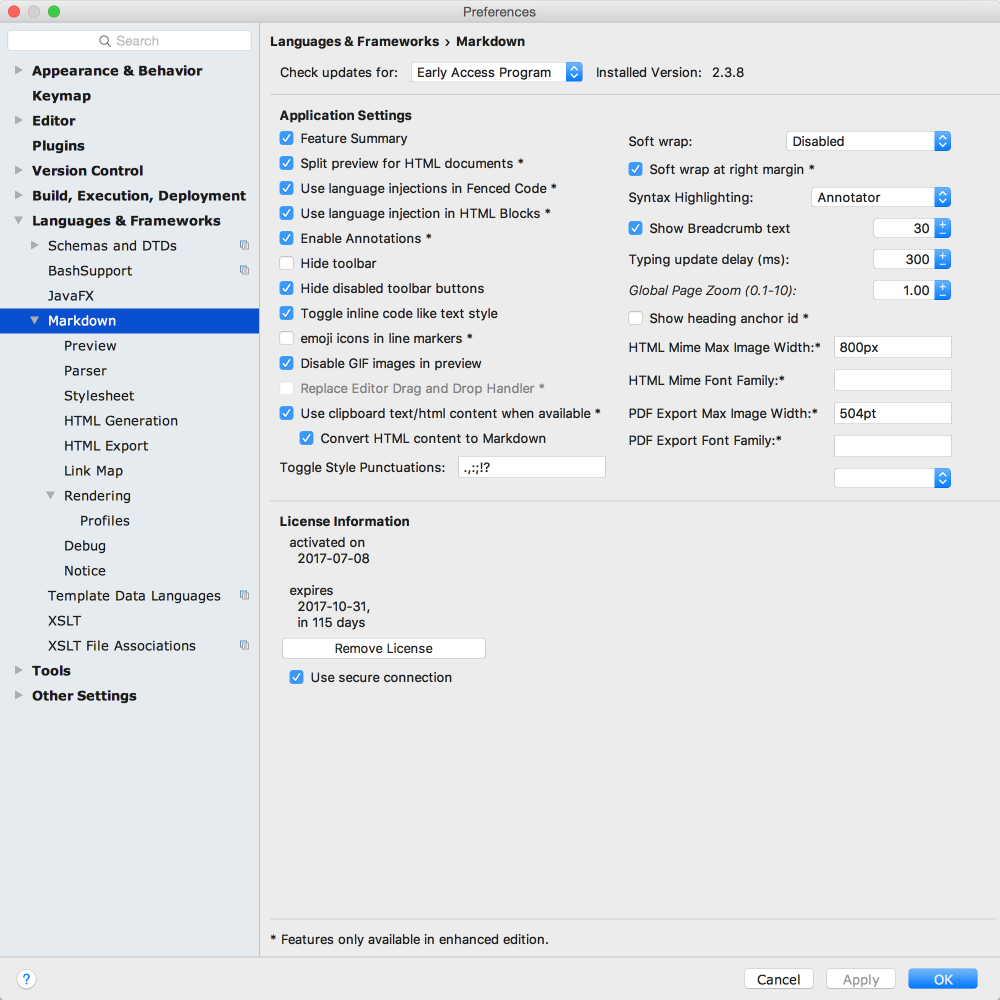 Preferences
Search
Appearance & Behavior
Keymap
Editor
Plugins
Version Control
Build, Execution, Deployment
Languages & Frameworks
Schemas and DTDs
BashSupport
JavaFX
Markdown
Preview
Parser
Stylesheet
HTML Generation
HTML Export
Link Map
Rendering
Profiles
Debug
Notice
Template Data Languages
XSLT
XSLT File Associations
Tools
Other Settings
Languages & Frameworks › Markdown
Check updates for: Early Access Program Installed Version: 2.3.8
Application Settings
Feature Summary
Split preview for HTML documents *
Use language injections in Fenced Code *
Use language injection in HTML Blocks *
Enable Annotations *
Hide toolbar
Hide disabled toolbar buttons
Toggle inline code like text style
emoji icons in line markers *
Disable GIF images in preview
Replace Editor Drag and Drop Handler *
Use clipboard text/html content when available *
Convert HTML content to Markdown
Toggle Style Punctuations: .,:;!?
Soft wrap: Disabled
Soft wrap at right margin *
Syntax Highlighting: Annotator
Show Breadcrumb text 30
Typing update delay (ms): 300
Global Page Zoom (0.1–10): 1.00
Show heading anchor id *
HTML Mime Max Image Width:* 800px
HTML Mime Font Family:*
PDF Export Max Image Width:* 504pt
PDF Export Font Family:*
License Information
activated on
2017-07-08
expires
2017-10-31,
in 115 days
Remove License
Use secure connection
* Features only available in enhanced edition.
?
Cancel Apply OK